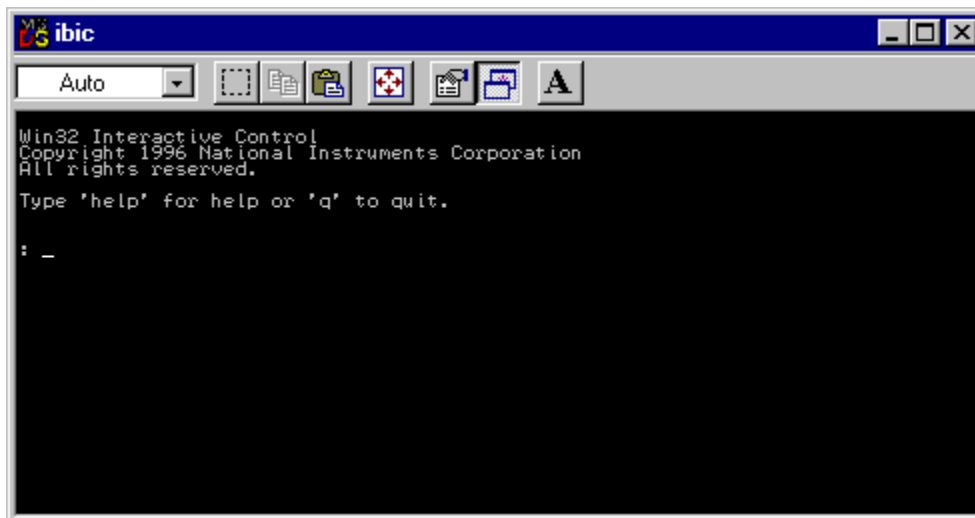 ibic
Auto
A
Win32 Interactive Control
Copyright 1996 National Instruments Corporation
All rights reserved.
Type 'help' for help or 'q' to quit.
: _